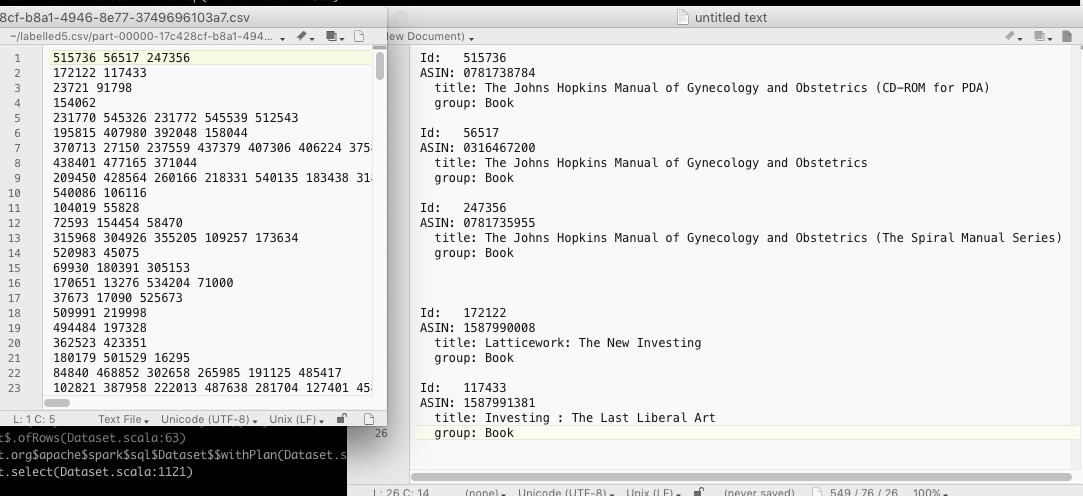 8cf-b8a1-4946-8e77-3749696103a7.csv
~/labelled5.csv/part-00000-17c428cf-b8a1-494...
1 515736 56517 247356
2 172122 117433
3 23721 91798
4 154062
5 231770 545326 231772 545539 512543
6 195815 407980 392048 158044
7 370713 27150 237559 437379 407306 406224 375
8 438401 477165 371044
9 209450 428564 260166 218331 540135 183438 31
10 540086 106116
11 104019 55828
12 72593 154454 58470
13 315968 304926 355205 109257 173634
14 520983 45075
15 69930 180391 305153
16 170651 13276 534204 71000
17 37673 17090 525673
18 509991 219998
19 494484 197328
20 362523 423351
21 180179 501529 16295
22 84840 468852 302658 265985 191125 485417
23 102821 387958 222013 487638 281704 127401 45
L: 1 C: 5 Text File Unicode (UTF-8) Unix (LF)
t$.ofRows(Dataset.scala:63)
t.org$apache$spark$sql$Dataset$$withPlan(Dataset.s
t.select(Dataset.scala:1121)
untitled text
ew Document)
Id: 515736
ASIN: 0781738784
title: The Johns Hopkins Manual of Gynecology and Obstetrics (CD-ROM for PDA)
group: Book
Id: 56517
ASIN: 0316467200
title: The Johns Hopkins Manual of Gynecology and Obstetrics
group: Book
Id: 247356
ASIN: 0781735955
title: The Johns Hopkins Manual of Gynecology and Obstetrics (The Spiral Manual Series)
group: Book
Id: 172122
ASIN: 1587990008
title: Latticework: The New Investing
group: Book
Id: 117433
ASIN: 1587991381
title: Investing : The Last Liberal Art
26 group: Book
L: 26 C: 14 (none) Unicode (UTF-8) Unix (LF) (never saved) 549 / 76 / 26 100%